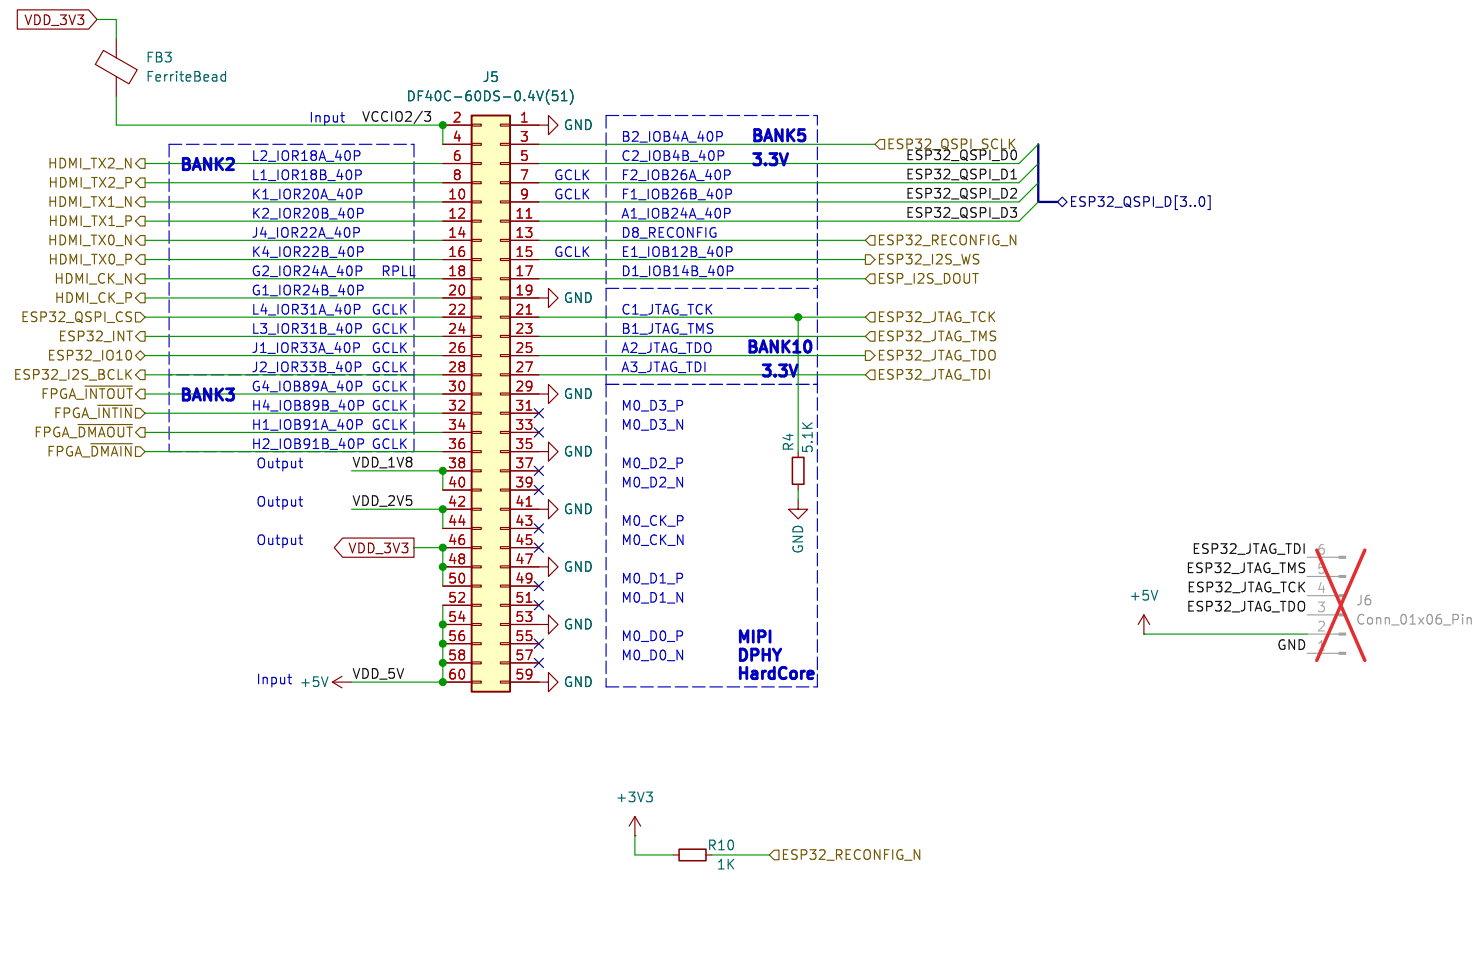 VDD_3V3
FB3
FerriteBead
J5
DF40C-60DS-0.4V(51)
Input VCCIO2/3 2 1 GND
4 3 B2_IOB4A_40P BANK5 ESP32_QSPI_SCLK
HDMI_TX2_N BANK2 L2_IOR18A_40P 6 5 C2_IOB4B_40P 3.3V ESP32_QSPI_D0
HDMI_TX2_P L1_IOR18B_40P 8 7 GCLK F2_IOB26A_40P ESP32_QSPI_D1
HDMI_TX1_N K1_IOR20A_40P 10 9 GCLK F1_IOB26B_40P ESP32_QSPI_D2 ESP32_QSPI_D[3..0]
HDMI_TX1_P K2_IOR20B_40P 12 11 A1_IOB24A_40P ESP32_QSPI_D3
HDMI_TX0_N J4_IOR22A_40P 14 13 D8_RECONFIG ESP32_RECONFIG_N
HDMI_TX0_P K4_IOR22B_40P 16 15 GCLK E1_IOB12B_40P ESP32_I2S_WS
HDMI_CK_N G2_IOR24A_40P RPLL 18 17 D1_IOB14B_40P ESP_I2S_DOUT
HDMI_CK_P G1_IOR24B_40P 20 19 GND
ESP32_QSPI_CS L4_IOR31A_40P GCLK 22 21 C1_JTAG_TCK ESP32_JTAG_TCK
ESP32_INT L3_IOR31B_40P GCLK 24 23 B1_JTAG_TMS ESP32_JTAG_TMS
ESP32_IO10 J1_IOR33A_40P GCLK 26 25 A2_JTAG_TDO BANK10 ESP32_JTAG_TDO
ESP32_I2S_BCLK J2_IOR33B_40P GCLK 28 27 A3_JTAG_TDI 3.3V ESP32_JTAG_TDI
FPGA_INTOUT BANK3 G4_IOB89A_40P GCLK 30 29 GND
FPGA_INTIN H4_IOB89B_40P GCLK 32 31 M0_D3_P
FPGA_DMAOUT H1_IOB91A_40P GCLK 34 33 M0_D3_N
FPGA_DMAIN H2_IOB91B_40P GCLK 36 35 GND R4 5.1K
Output VDD_1V8 38 37 M0_D2_P
40 39 M0_D2_N
Output VDD_2V5 42 41 GND
44 43 M0_CK_P
Output VDD_3V3 46 45 M0_CK_N GND
48 47 GND
50 49 M0_D1_P
52 51 M0_D1_N
54 53 GND
56 55 M0_D0_P MIPI
58 57 M0_D0_N DPHY
HardCore
Input +5V VDD_5V 60 59 GND
ESP32_JTAG_TDI 6
ESP32_JTAG_TMS 5
ESP32_JTAG_TCK 4
+5V
ESP32_JTAG_TDO 3
J6
Conn_01x06_Pin
2
GND 1
+3V3
R10
1K
ESP32_RECONFIG_N